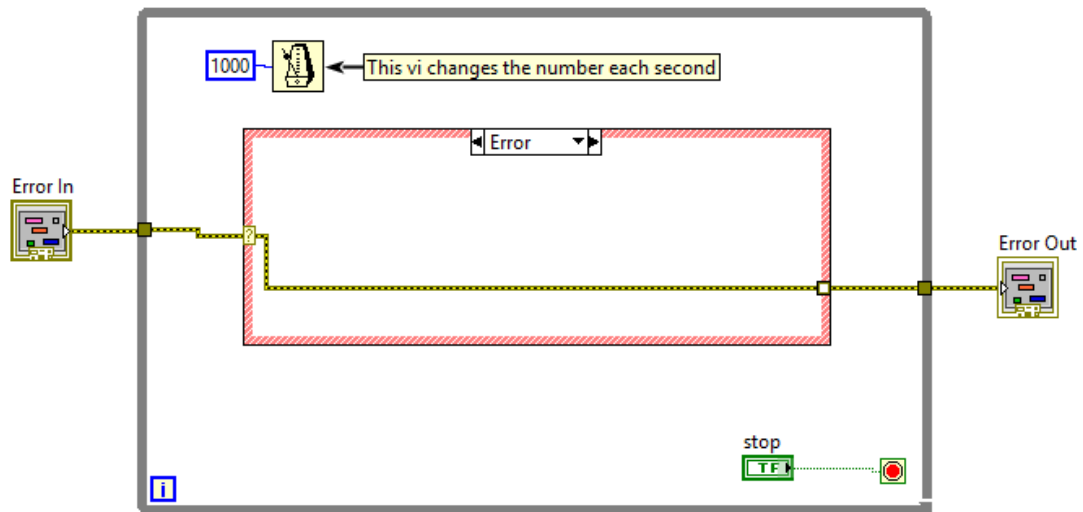 1000
This vi changes the number each second
Error
Error In
?
Error Out
stop
TF
i